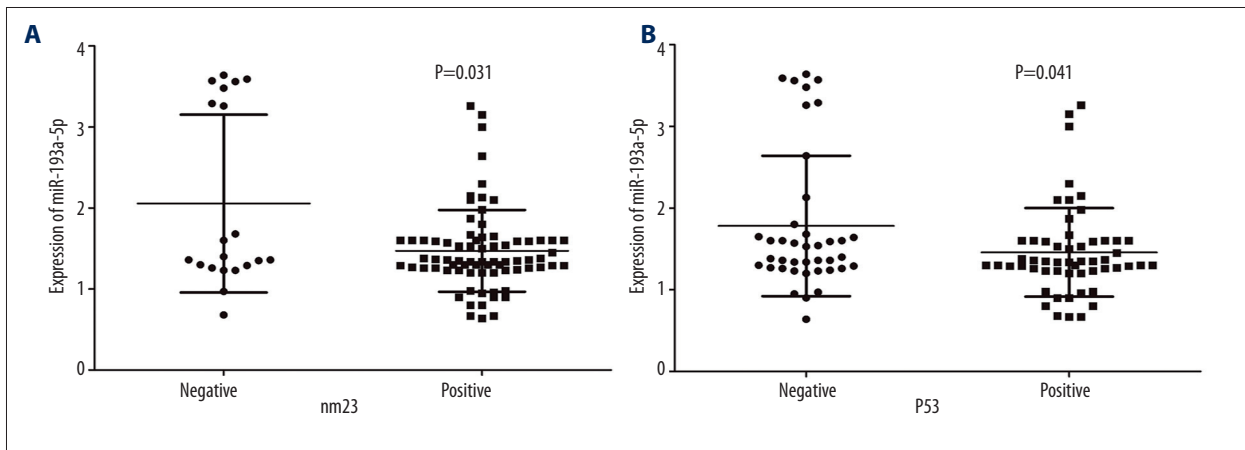 A
Expression of miR-193a-5p
4
3
2
1
0
P=0.031
Negative
Positive
nm23
B
Expression of miR-193a-5p
4
3
2
1
0
P=0.041
Negative
Positive
P53